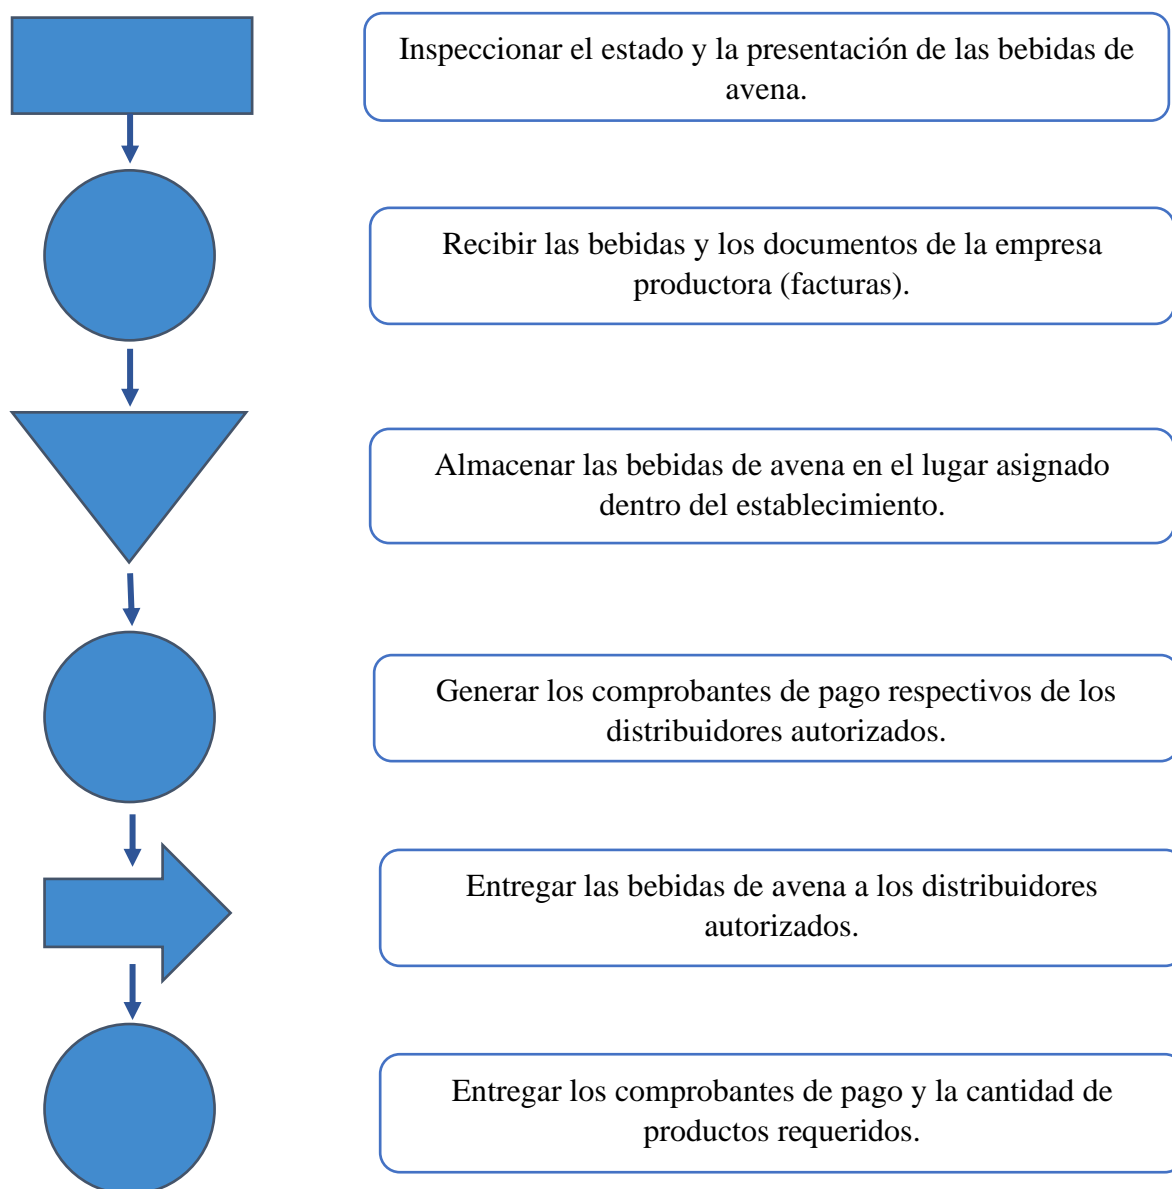 Inspeccionar el estado y la presentación de las bebidas de
avena.
Recibir las bebidas y los documentos de la empresa
productora (facturas).
Almacenar las bebidas de avena en el lugar asignado
dentro del establecimiento.
Generar los comprobantes de pago respectivos de los
distribuidores autorizados.
Entregar las bebidas de avena a los distribuidores
autorizados.
Entregar los comprobantes de pago y la cantidad de
productos requeridos.